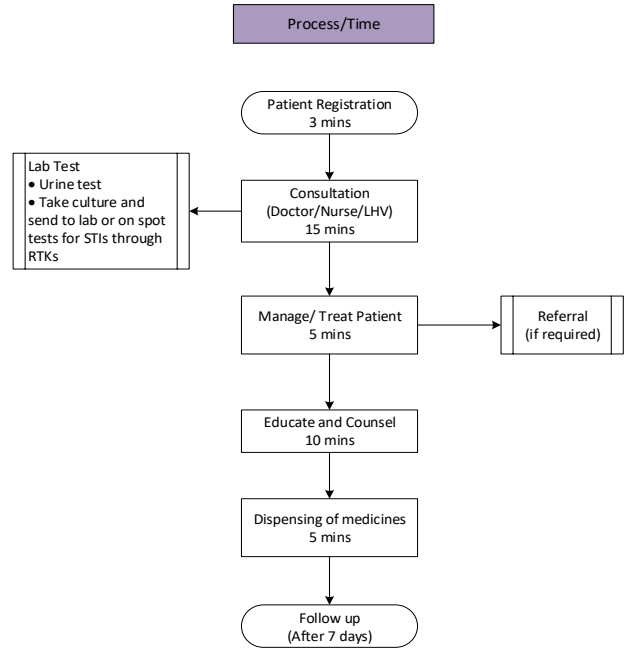 Process/Time
Patient Registration
3 mins
Lab Test
● Urine test
● Take culture and
send to lab or on spot
tests for STIs through
RTKs
Consultation
(Doctor/Nurse/LHV)
15 mins
Manage/ Treat Patient
5 mins
Referral
(if required)
Educate and Counsel
10 mins
Dispensing of medicines
5 mins
Follow up
(After 7 days)